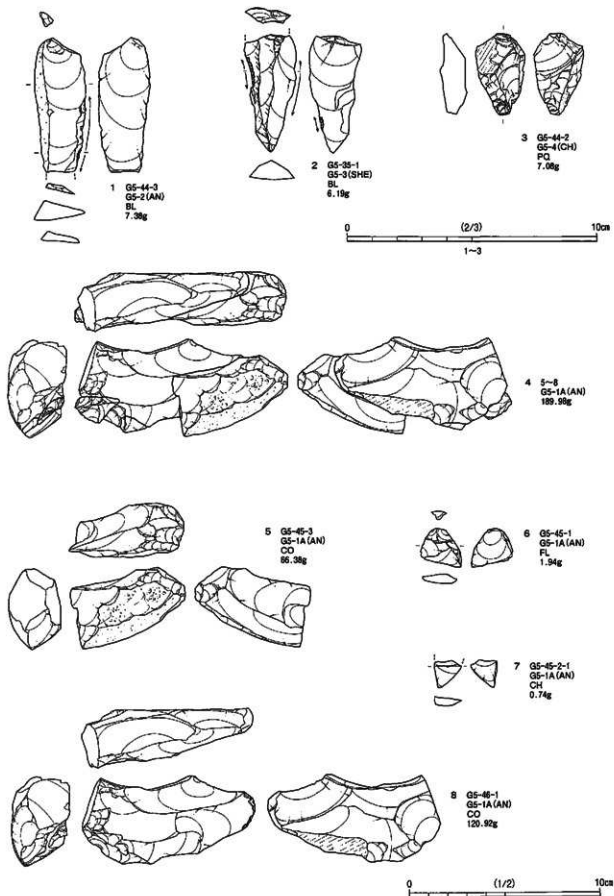 1 G5-44-3
G5-2(AN)
BL
7.38g
2 G5-35-1
G5-3(SHE)
BL
6.19g
3 G5-44-2
G5-4(CH)
PQ
7.08g
0 (2/3) 10cm
1~3
4 5~8
G5-1A(AN)
189.98g
5 G5-45-3
G5-1A(AN)
CO
66.38g
6 G5-45-1
G5-1A(AN)
FL
1.94g
7 G5-45-2-1
G5-1A(AN)
CH
0.74g
8 G5-46-1
G5-1A(AN)
CO
120.92g
0 (1/2) 10cm